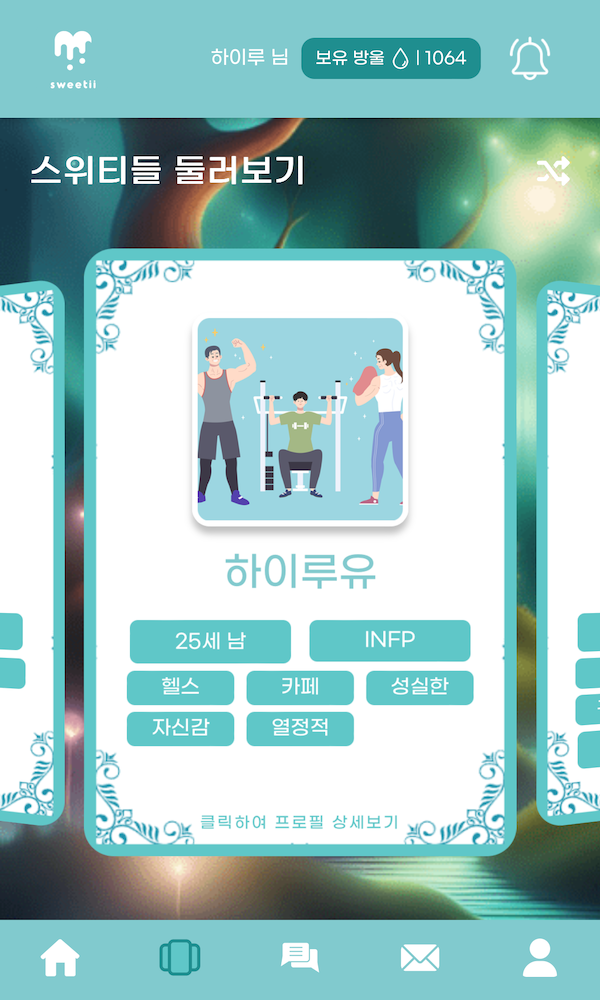 sweetii
하이루 님
보유 방울 | 1064
스위티들 둘러보기
하이루유
25세 남
INFP
헬스
카페
성실한
자신감
열정적
클릭하여 프로필 상세보기